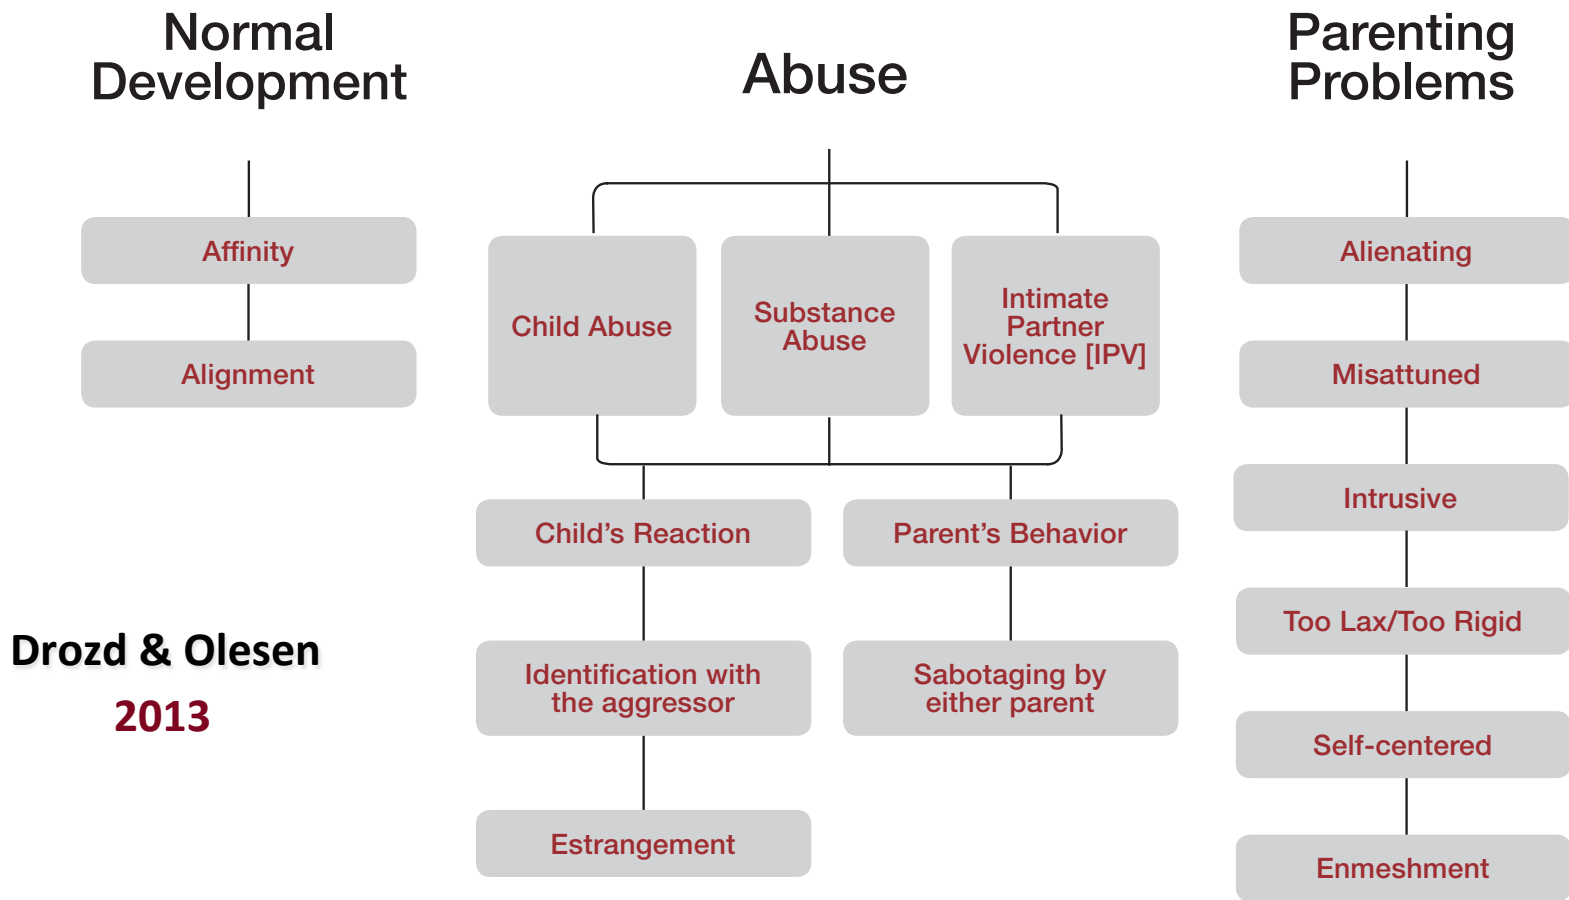 Normal
Development
Affinity
Alignment
Abuse
Child Abuse
Substance
Abuse
Intimate
Partner
Violence [IPV]
Child’s Reaction
Parent’s Behavior
Identification with
the aggressor
Sabotaging by
either parent
Estrangement
Parenting
Problems
Alienating
Misattuned
Intrusive
Too Lax/Too Rigid
Self-centered
Enmeshment
Drozd & Olesen
2013